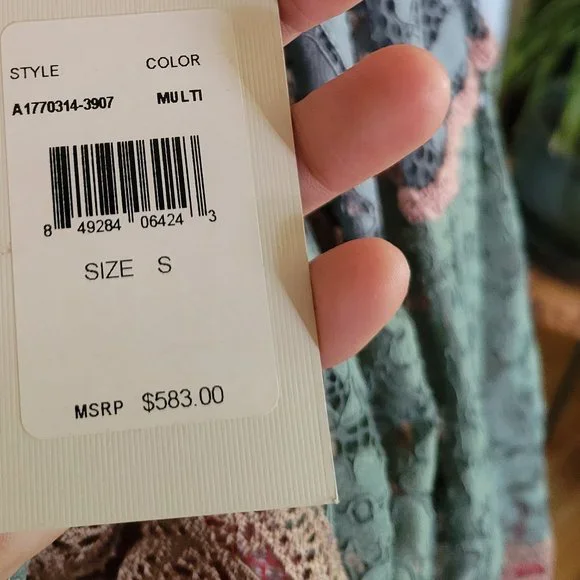 STYLE COLOR
A1770314-3907 MULTI
8 49284 06424 3
SIZE S
MSRP $583.00